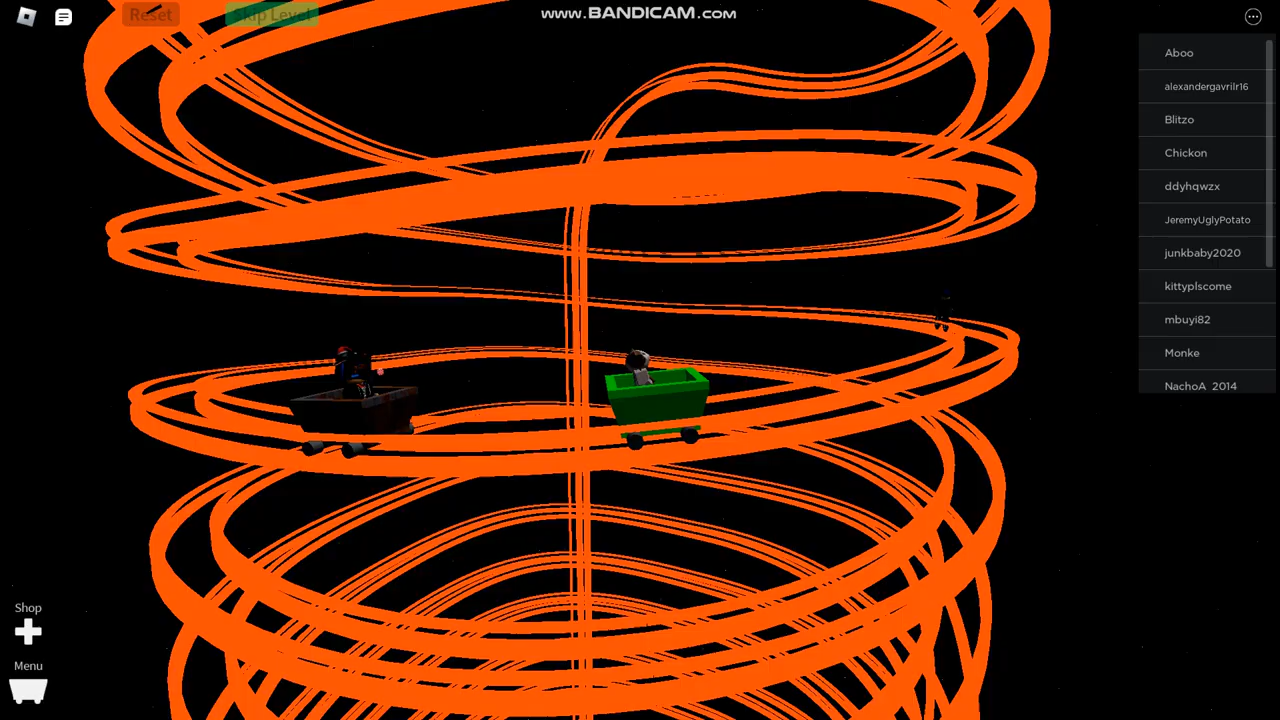 Reset
Skip Level
www.BANDICAM.com
Aboo
alexandergavrilr16
Blitzo
Chickon
ddyhqwzx
JeremyUglyPotato
junkbaby2020
kittyplscome
mbuyi82
Monke
NachoA_2014
Shop
Menu